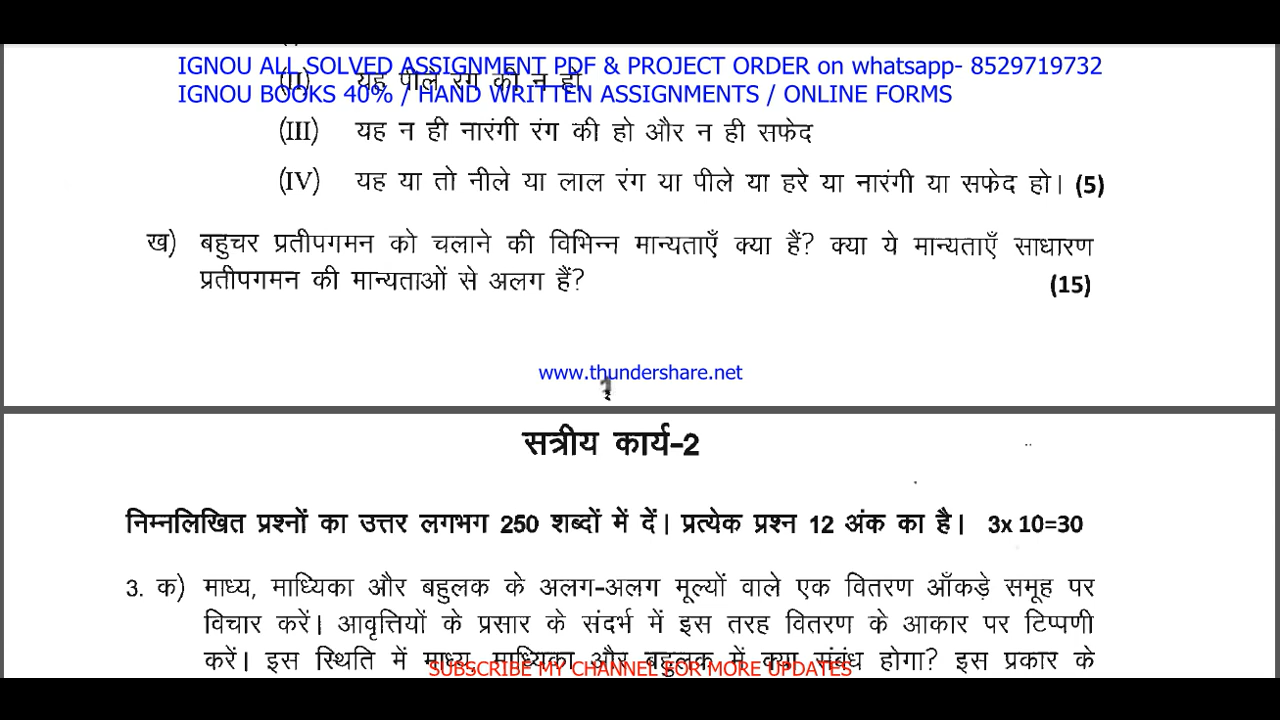 IGNOU ALL SOLVED ASSIGNMENT PDF & PROJECT ORDER on whatsapp- 8529719732
(II) यह पीले रंग की न हो
IGNOU BOOKS 40% / HAND WRITTEN ASSIGNMENTS / ONLINE FORMS
(III) यह न ही नारंगी रंग की हो और न ही सफेद
(IV) यह या तो नीले या लाल रंग या पीले या हरे या नारंगी या सफेद हो। (5)
ख) बहुचर प्रतीपगमन को चलाने की विभिन्न मान्यताएँ क्या हैं? क्या ये मान्यताएँ साधारण
प्रतीपगमन की मान्यताओं से अलग हैं? (15)
www.thundershare.net
सत्रीय कार्य-2
निम्नलिखित प्रश्नों का उत्तर लगभग 250 शब्दों में दें। प्रत्येक प्रश्न 12 अंक का है। 3x 10=30
3. क) माध्य, माध्यिका और बहुलक के अलग-अलग मूल्यों वाले एक वितरण आँकड़े समूह पर
विचार करें। आवृत्तियों के प्रसार के संदर्भ में इस तरह वितरण के आकार पर टिप्पणी
करें। इस स्थिति में माध्य, माध्यिका और बहुलक में क्या संबंध होगा? इस प्रकार के
SUBSCRIBE MY CHANNEL FOR MORE UPDATES